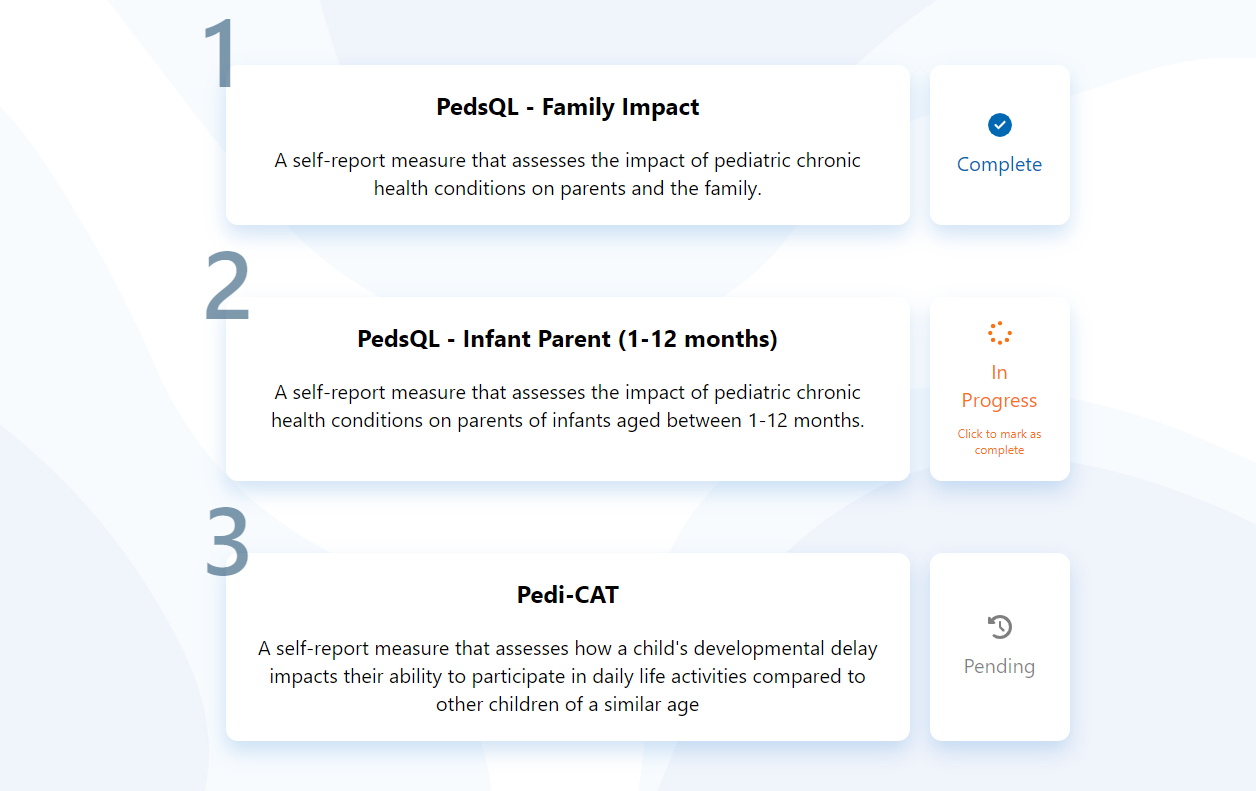 1
PedsQL - Family Impact
A self-report measure that assesses the impact of pediatric chronic
health conditions on parents and the family.
Complete
2
PedsQL - Infant Parent (1-12 months)
A self-report measure that assesses the impact of pediatric chronic
health conditions on parents of infants aged between 1-12 months.
In
Progress
Click to mark as
complete
3
Pedi-CAT
A self-report measure that assesses how a child's developmental delay
impacts their ability to participate in daily life activities compared to
other children of a similar age
Pending